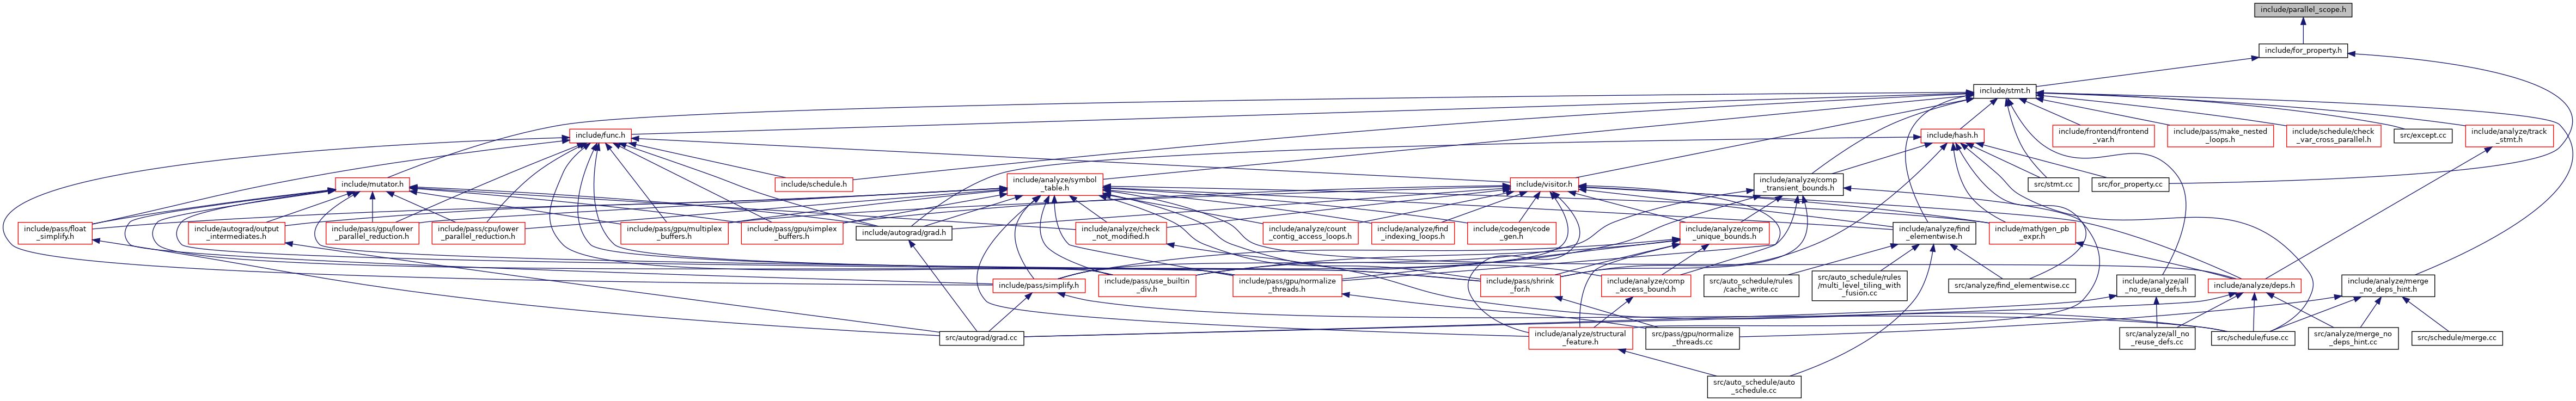 include/parallel_scope.h
include/for_property.h
include/stmt.h
include/func.h
include/hash.h
include/frontend/frontend
_var.h
include/pass/make_nested
_loops.h
include/schedule/check
_var_cross_parallel.h
src/except.cc
include/analyze/track
_stmt.h
include/mutator.h
include/schedule.h
include/analyze/symbol
_table.h
include/visitor.h
include/analyze/comp
_transient_bounds.h
src/stmt.cc
src/for_property.cc
include/pass/float
_simplify.h
include/autograd/output
_intermediates.h
include/pass/gpu/lower
_parallel_reduction.h
include/pass/cpu/lower
_parallel_reduction.h
include/pass/gpu/multiplex
_buffers.h
include/pass/gpu/simplex
_buffers.h
include/autograd/grad.h
include/analyze/check
_not_modified.h
include/analyze/count
_contig_access_loops.h
include/analyze/find
_indexing_loops.h
include/codegen/code
_gen.h
include/analyze/comp
_unique_bounds.h
include/analyze/find
_elementwise.h
include/math/gen_pb
_expr.h
include/pass/simplify.h
include/pass/use_builtin
_div.h
include/pass/gpu/normalize
_threads.h
include/pass/shrink
_for.h
include/analyze/comp
_access_bound.h
src/auto_schedule/rules
/cache_write.cc
src/auto_schedule/rules
/multi_level_tiling_with
_fusion.cc
src/analyze/find_elementwise.cc
include/analyze/all
_no_reuse_defs.h
include/analyze/deps.h
include/analyze/merge
_no_deps_hint.h
src/autograd/grad.cc
include/analyze/structural
_feature.h
src/pass/gpu/normalize
_threads.cc
src/analyze/all_no
_reuse_defs.cc
src/schedule/fuse.cc
src/analyze/merge_no
_deps_hint.cc
src/schedule/merge.cc
src/auto_schedule/auto
_schedule.cc